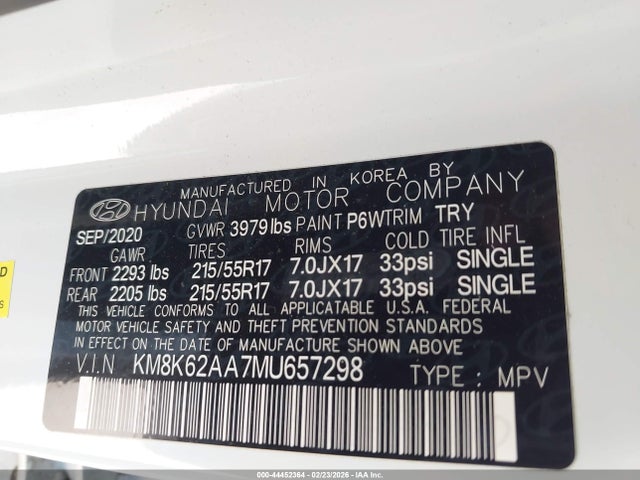 MANUFACTURED IN KOREA BY
HYUNDAI MOTOR COMPANY
SEP/2020 GVWR 3979lbs PAINT P6W TRIM TRY
GAWR TIRES RIMS COLD TIRE INFL
FRONT 2293 lbs 215/55R17 7.0JX17 33psi SINGLE
REAR 2205 lbs 215/55R17 7.0JX17 33psi SINGLE
THIS VEHICLE CONFORMS TO ALL APPLICATABLE U.S.A. FEDERAL
MOTOR VEHICLE SAFETY AND THEFT PREVENTION STANDARDS
IN EFFECT ON THE DATE OF MANUFACTURE SHOWN ABOVE
V.I.N KM8K62AA7MU657298 TYPE : MPV
D
S
000-44452364 - 02/23/2026 - IAA Inc.